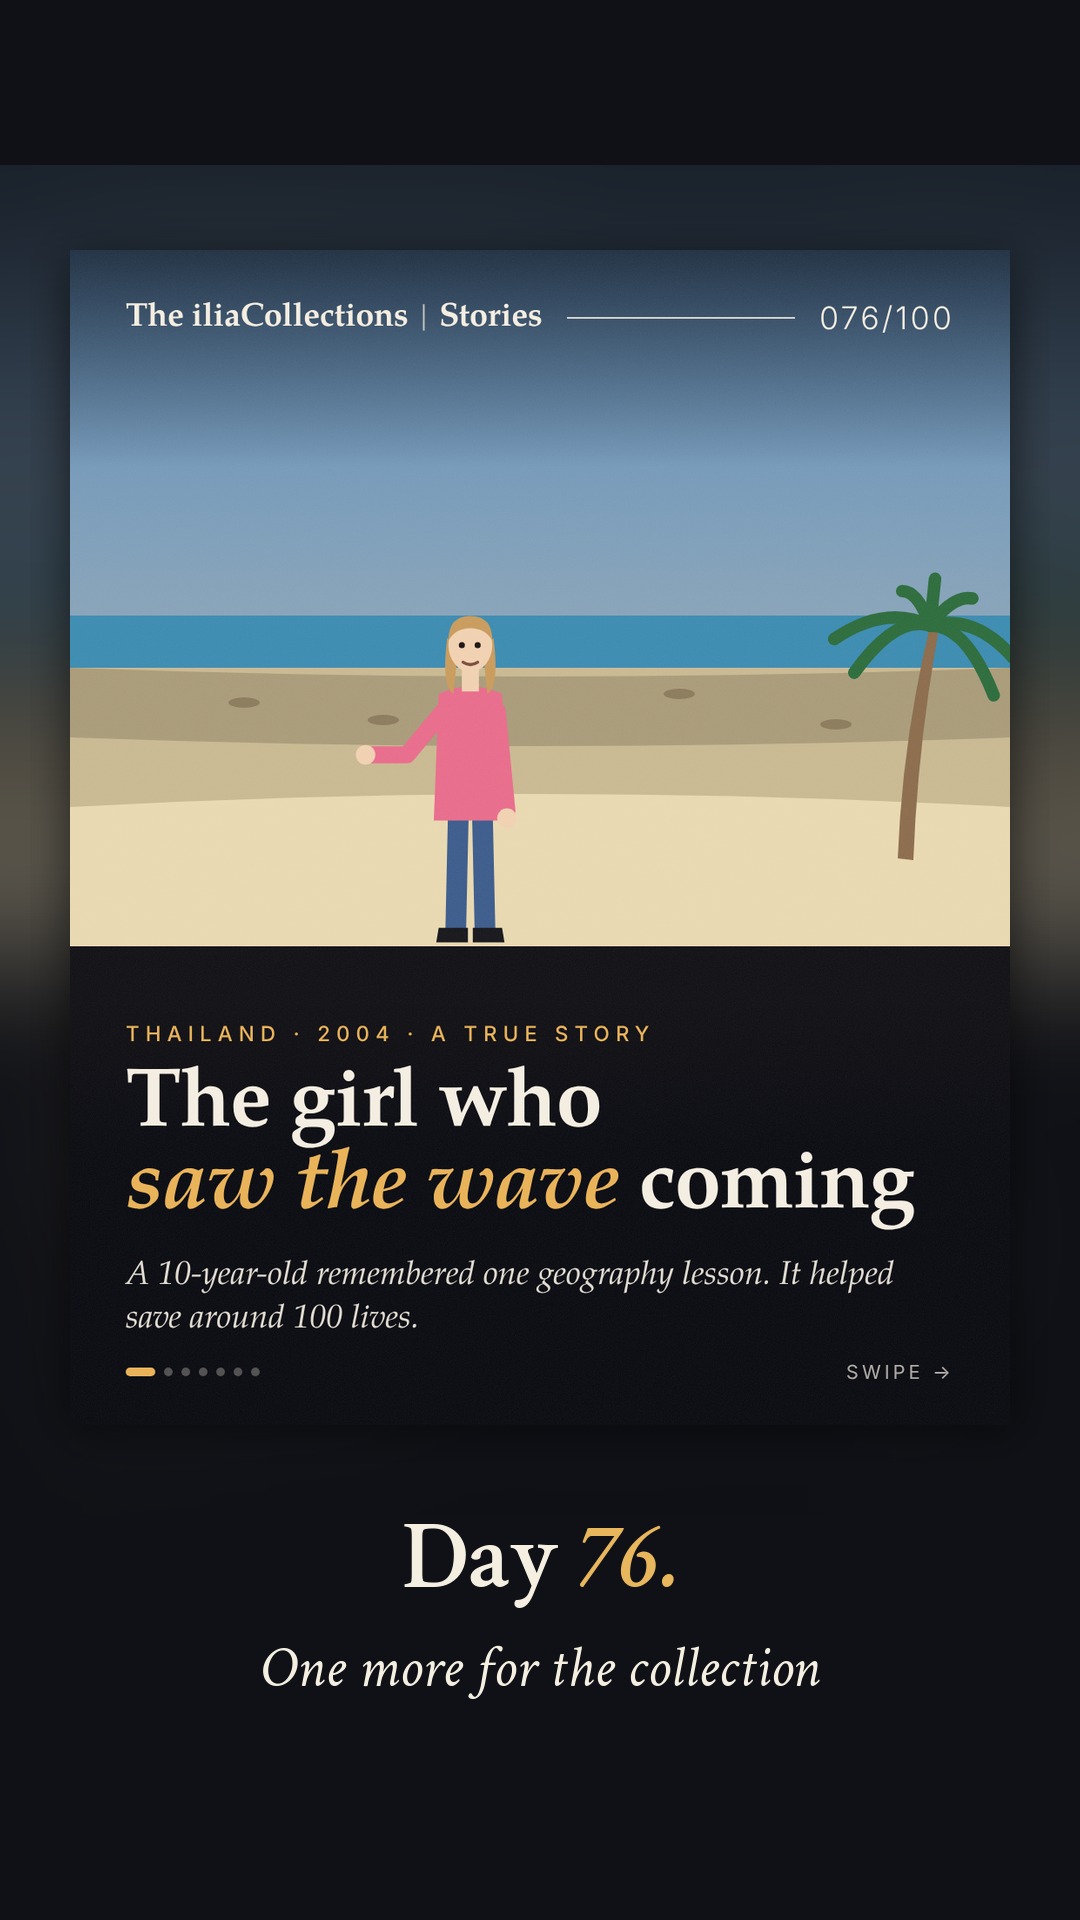 The iliaCollections | Stories 076/100
THAILAND · 2004 · A TRUE STORY
The girl who
saw the wave coming
A 10-year-old remembered one geography lesson. It helped
save around 100 lives.
SWIPE →
Day 76.
One more for the collection